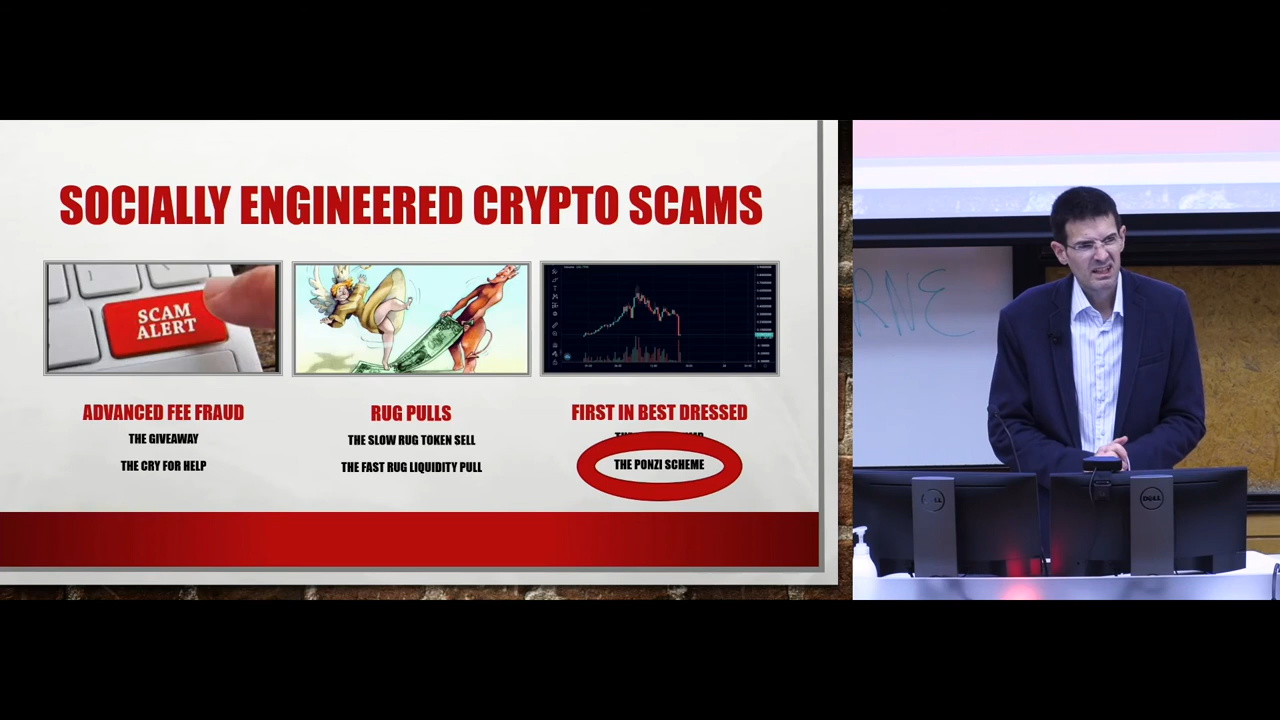 SOCIALLY ENGINEERED CRYPTO SCAMS
SCAM
ALERT
ADVANCED FEE FRAUD
THE GIVEAWAY
THE CRY FOR HELP
RUG PULLS
THE SLOW RUG TOKEN SELL
THE FAST RUG LIQUIDITY PULL
FIRST IN BEST DRESSED
THE PONZI SCHEME
RNE
DELL
DELL